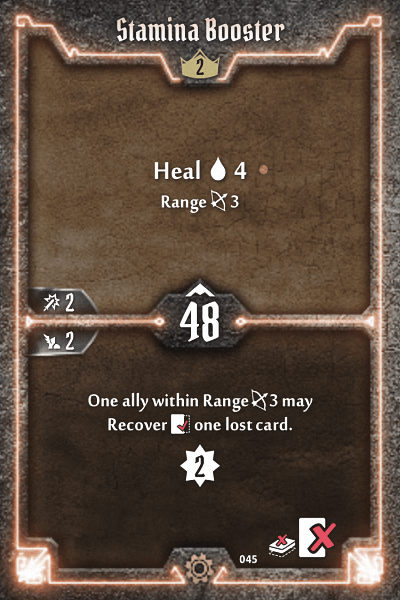 Stamina Booster
2
Heal 4
Range 3
2
48
2
One ally within Range 3 may
Recover one lost card.
2
045